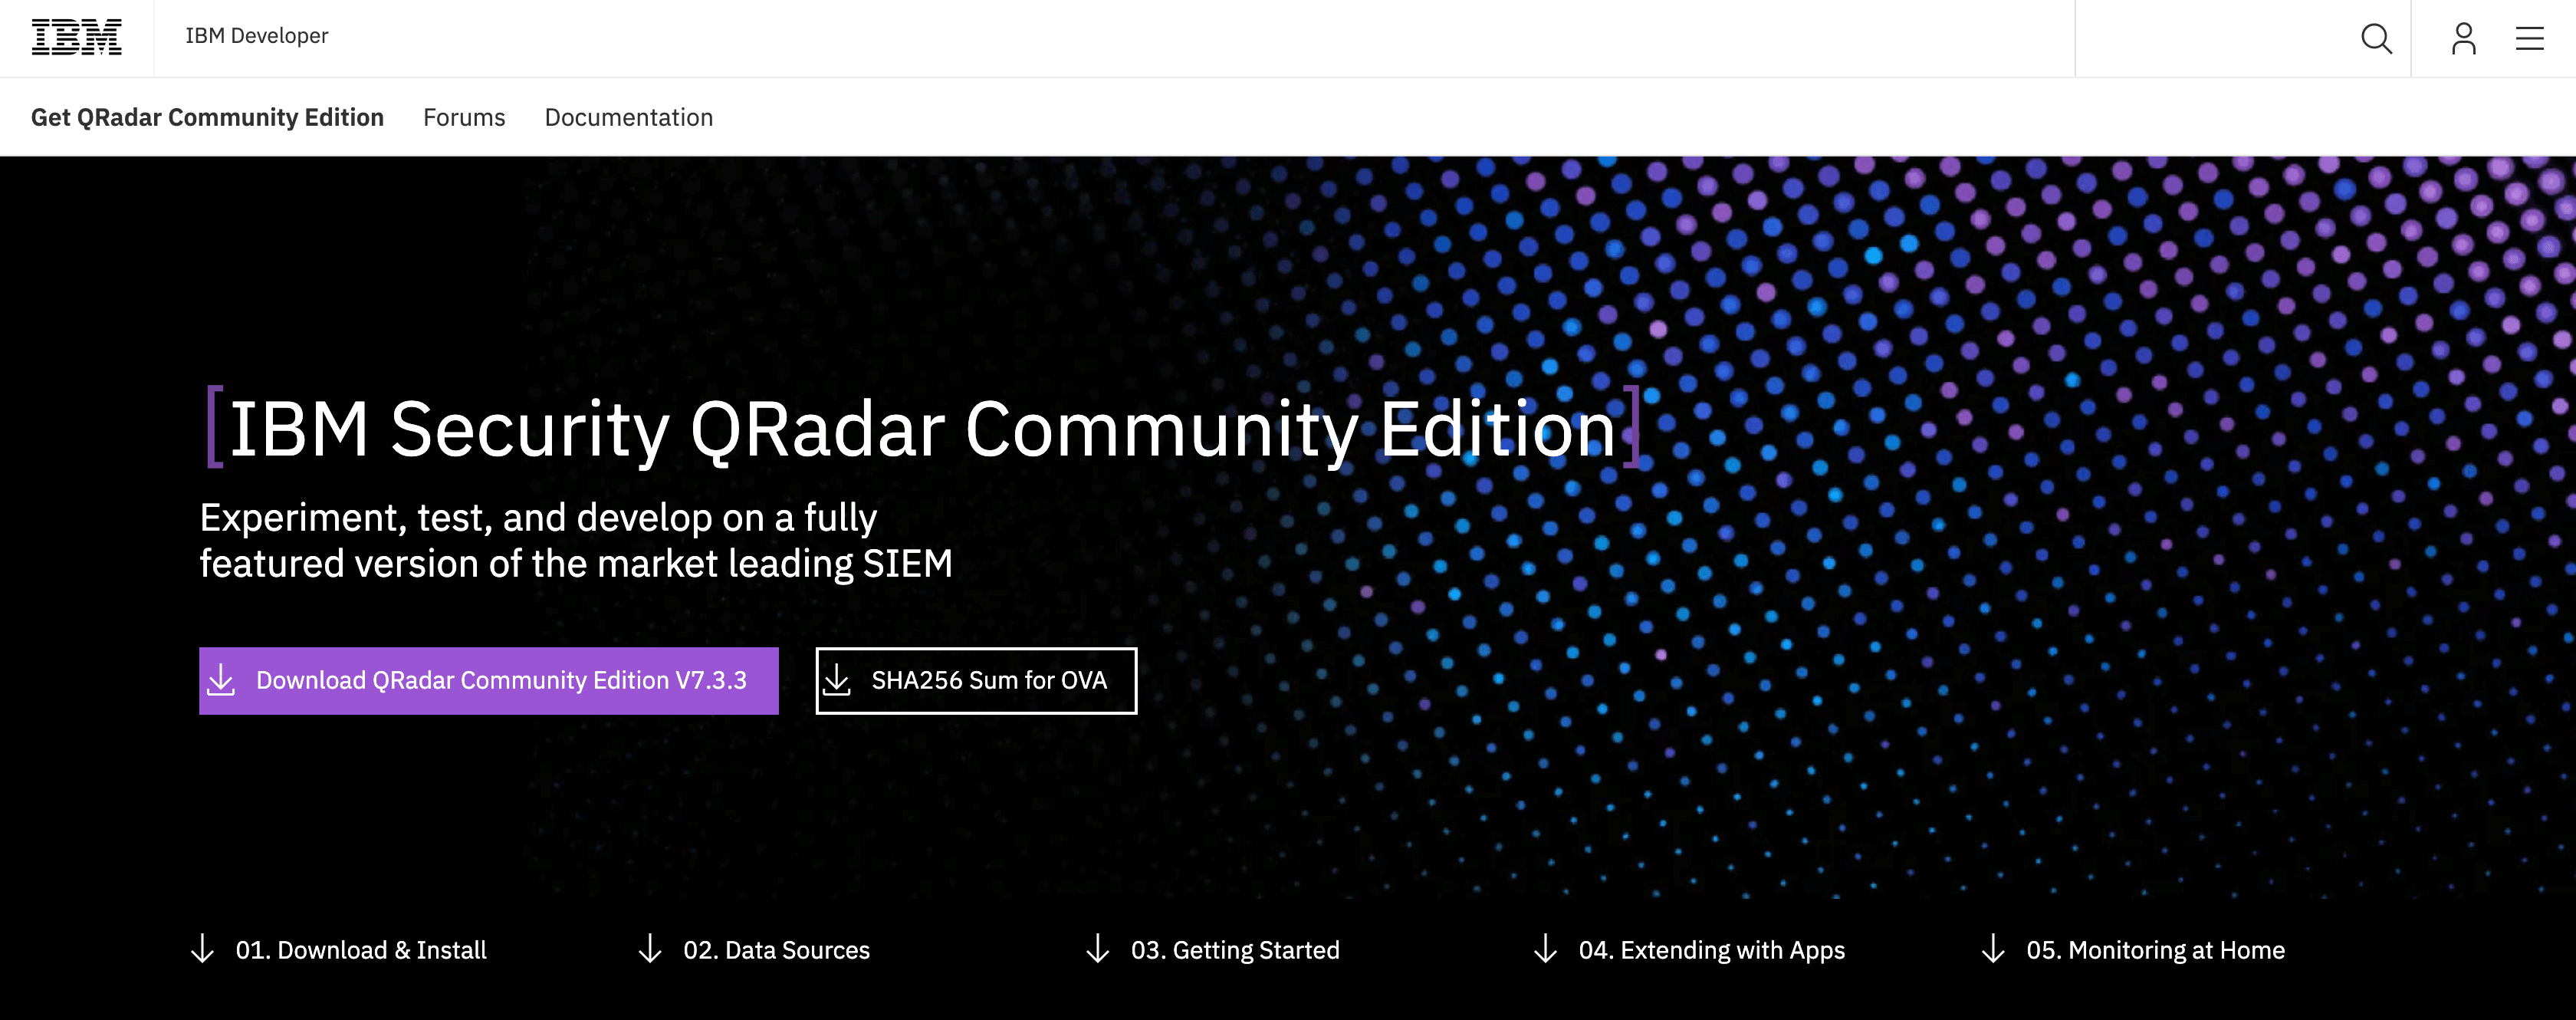 IBM
IBM Developer
Get QRadar Community Edition Forums Documentation
[IBM Security QRadar Community Edition]
Experiment, test, and develop on a fully
featured version of the market leading SIEM
Download QRadar Community Edition V7.3.3 SHA256 Sum for OVA
01. Download & Install 02. Data Sources 03. Getting Started 04. Extending with Apps 05. Monitoring at Home